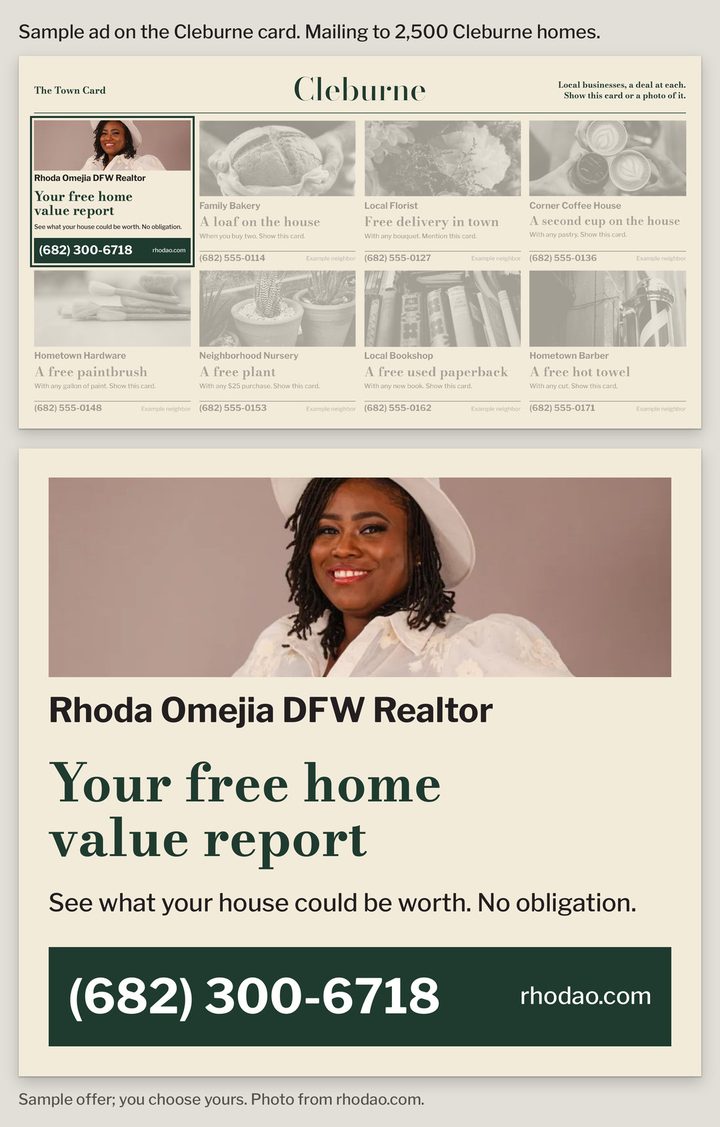 Sample ad on the Cleburne card. Mailing to 2,500 Cleburne homes.
The Town Card
Cleburne
Local businesses, a deal at each.
Show this card or a photo of it.
Rhoda Omejia DFW Realtor
Your free home
value report
See what your house could be worth. No obligation.
(682) 300-6718
rhodao.com
Family Bakery
A loaf on the house
When you buy two. Show this card.
(682) 555-0114
Example neighbor
Local Florist
Free delivery in town
With any bouquet. Mention this card.
(682) 555-0127
Example neighbor
Corner Coffee House
A second cup on the house
With any pastry. Show this card.
(682) 555-0136
Example neighbor
Hometown Hardware
A free paintbrush
With any gallon of paint. Show this card.
(682) 555-0148
Example neighbor
Neighborhood Nursery
A free plant
With any $25 purchase. Show this card.
(682) 555-0153
Example neighbor
Local Bookshop
A free used paperback
With any new book. Show this card.
(682) 555-0162
Example neighbor
Hometown Barber
A free hot towel
With any cut. Show this card.
(682) 555-0171
Example neighbor
Rhoda Omejia DFW Realtor
Your free home
value report
See what your house could be worth. No obligation.
(682) 300-6718
rhodao.com
Sample offer; you choose yours. Photo from rhodao.com.